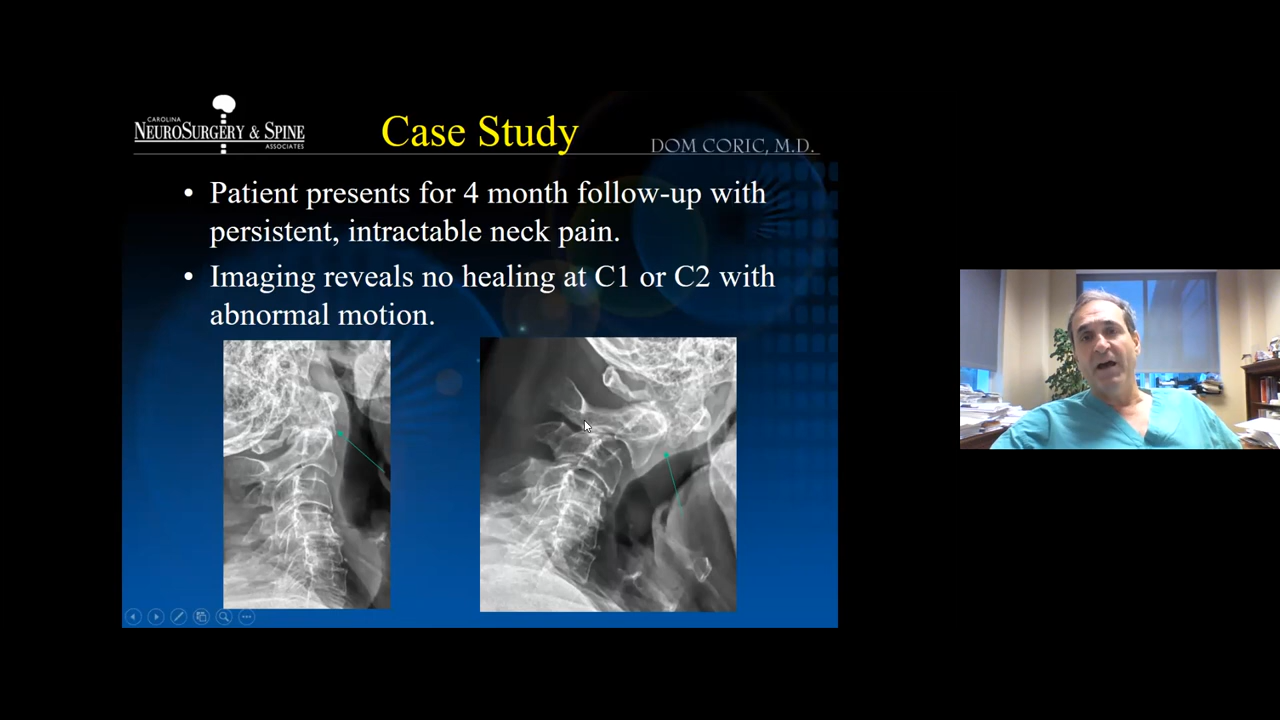 CAROLINA
NEUROSURGERY & SPINE
ASSOCIATES
Case Study
DOM CORIC, M.D.
• Patient presents for 4 month follow-up with
persistent, intractable neck pain.
• Imaging reveals no healing at C1 or C2 with
abnormal motion.